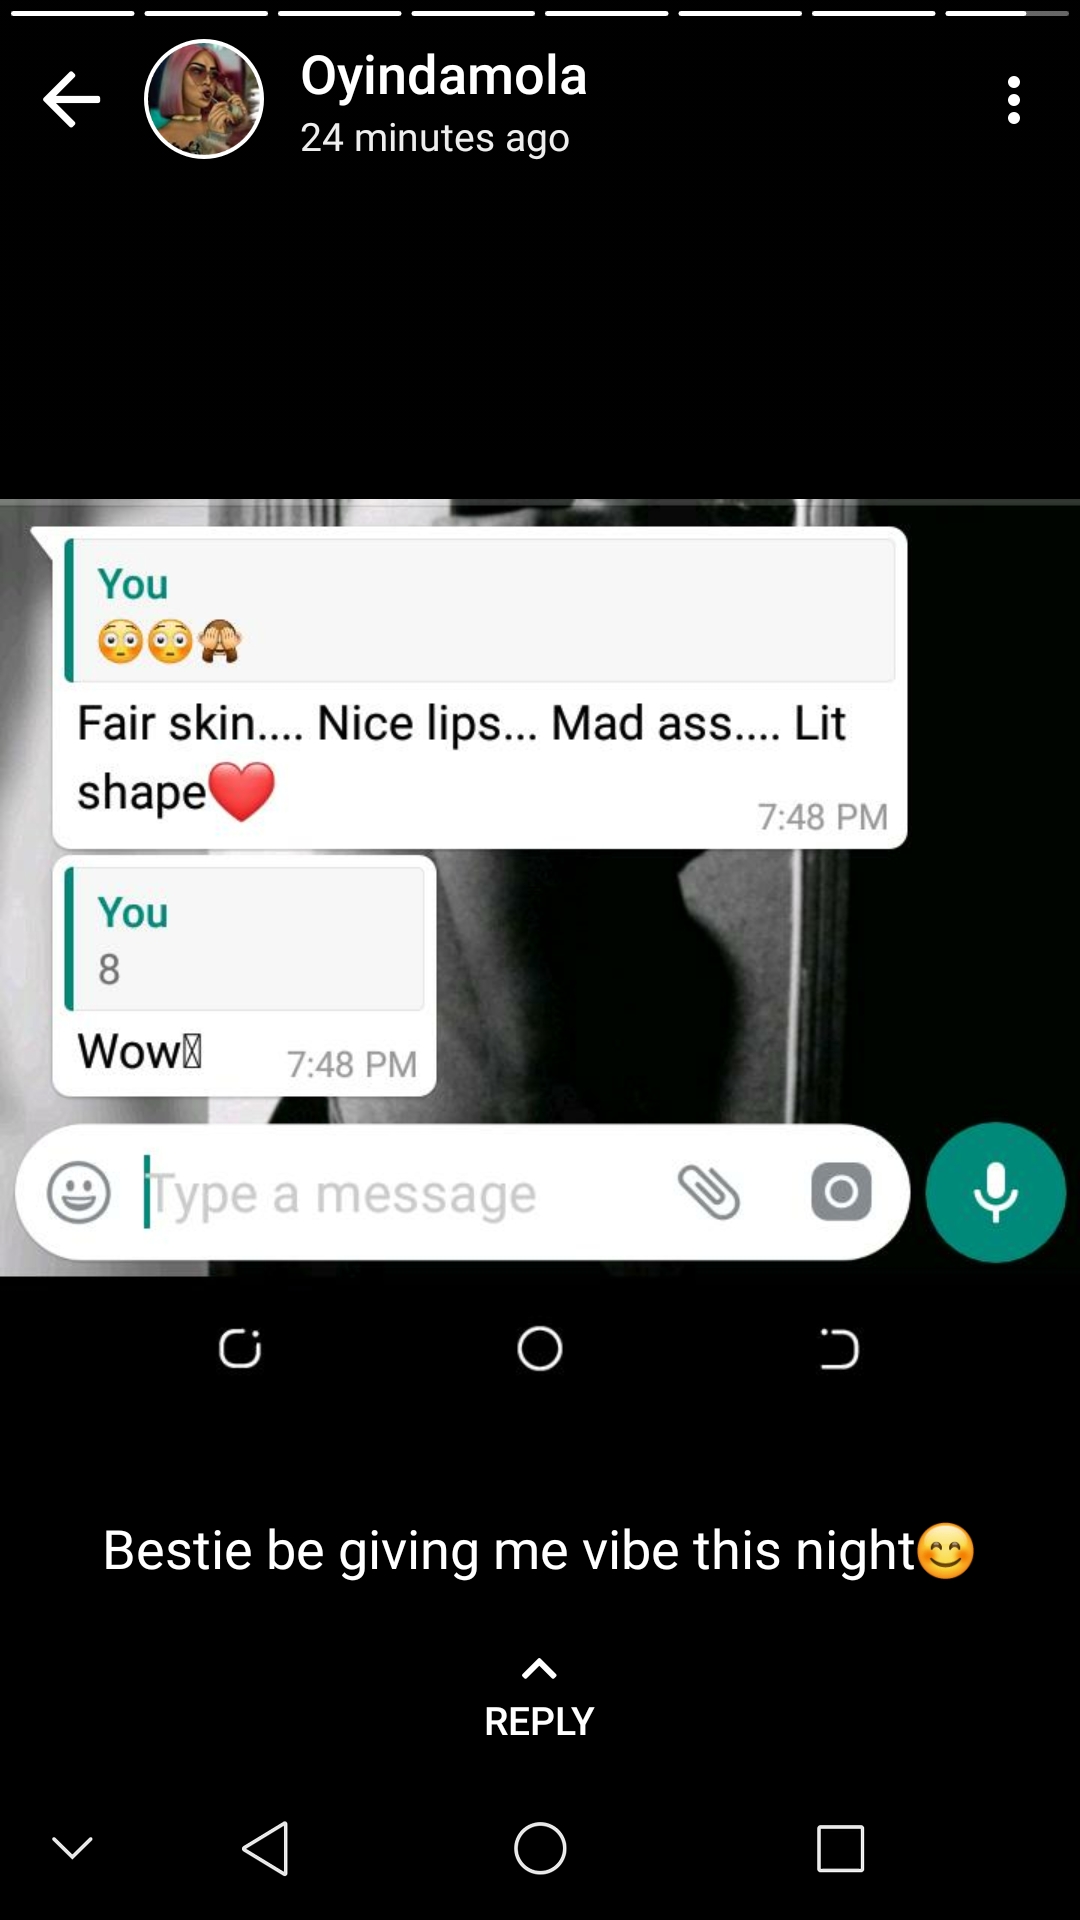 Oyindamola
24 minutes ago
You
😳😳🙈
Fair skin.... Nice lips... Mad ass.... Lit
shape❤️
7:48 PM
You
8
Wow
7:48 PM
Type a message
Bestie be giving me vibe this night😊
REPLY